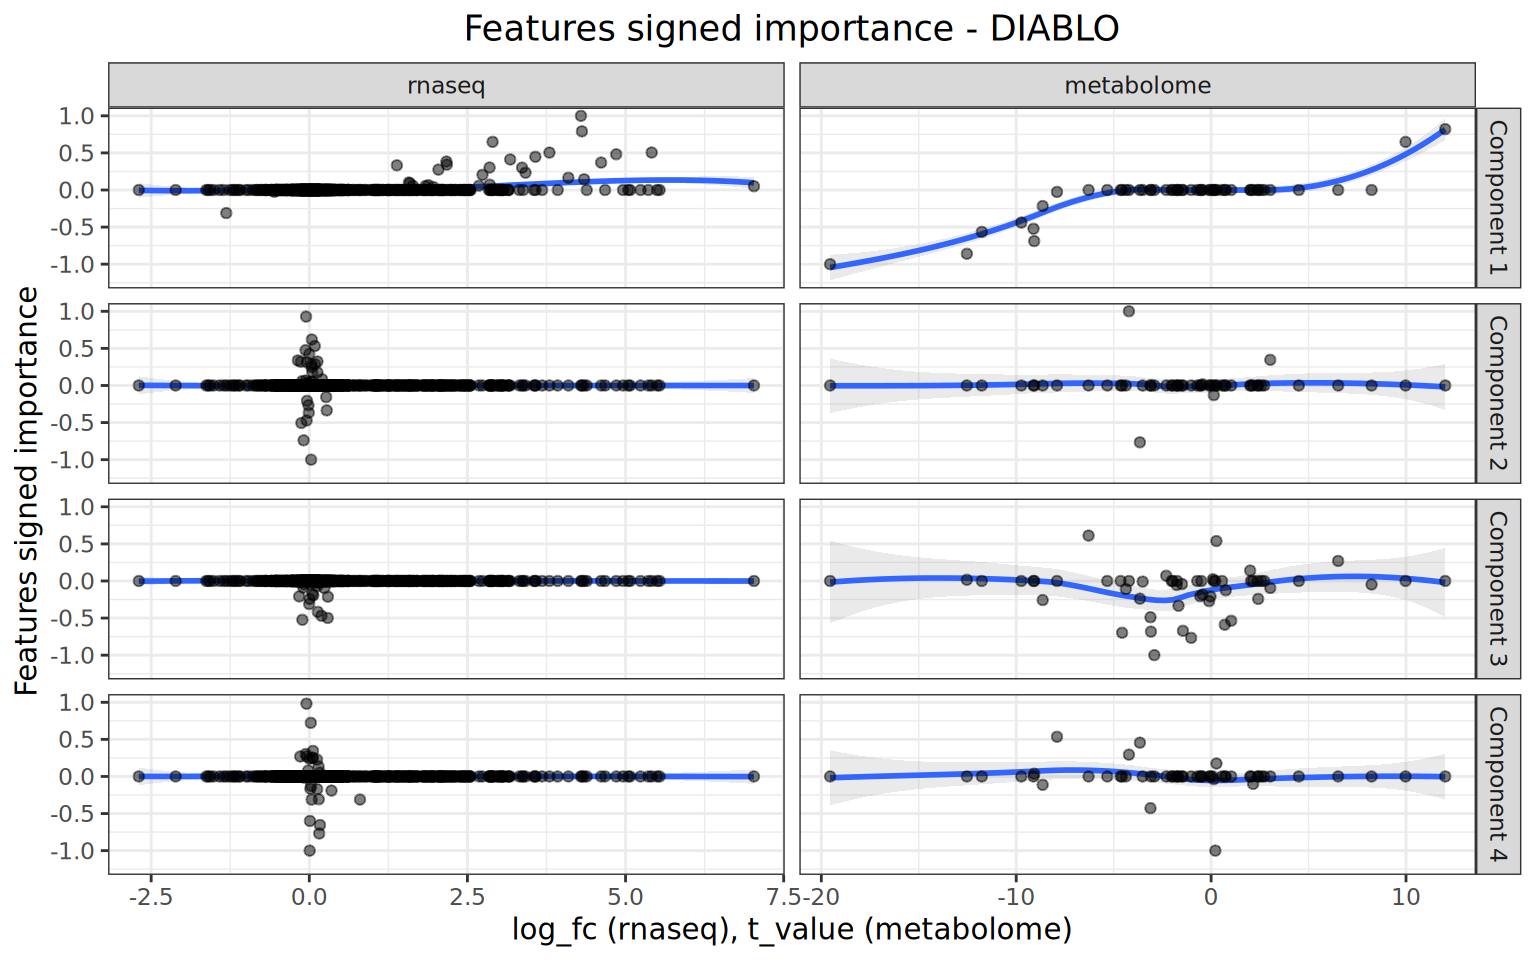 Features signed importance - DIABLO
rnaseq
metabolome
Features signed importance
1.0
0.5
0.0
-0.5
-1.0
Component 1
1.0
0.5
0.0
-0.5
-1.0
Component 2
1.0
0.5
0.0
-0.5
-1.0
Component 3
1.0
0.5
0.0
-0.5
-1.0
Component 4
-2.5 0.0 2.5 5.0 7.5 -20 -10 0 10
log_fc (rnaseq), t_value (metabolome)